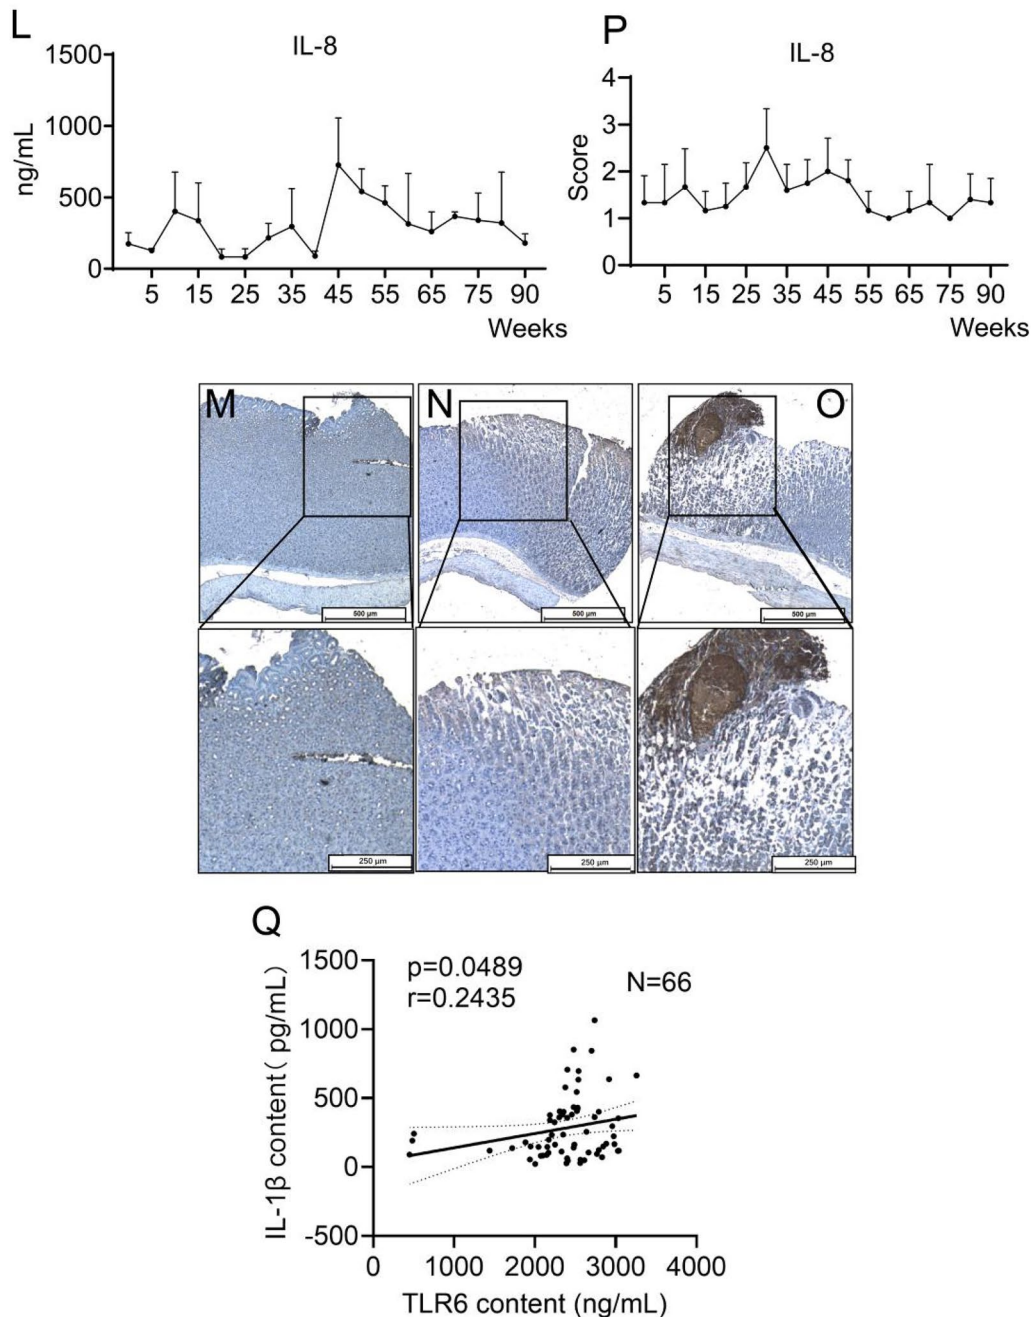 L
IL-8
1500
1000
500
0
ng/mL
5 15 25 35 45 55 65 90
Weeks
P
IL-8
4
3
2
1
0
Score
5 15 25 35 45 55 65 90
Weeks
M
N
O
500 µm
500 µm
500 µm
250 µm
250 µm
250 µm
Q
p=0.0489
r=0.2435
N=66
1500
1000
500
0
-500
IL-1β content( pg/mL)
0 1000 2000 3000 4000
TLR6 content (ng/mL)